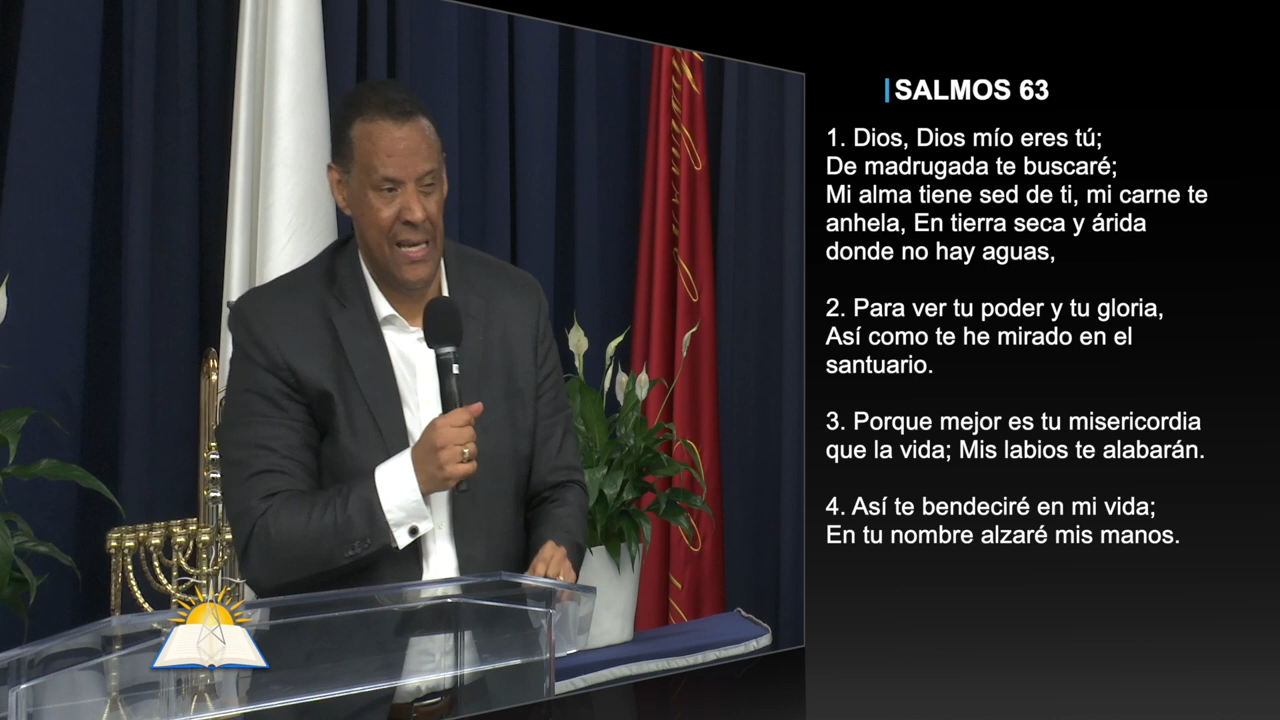 SALMOS 63
1. Dios, Dios mío eres tú;
De madrugada te buscaré;
Mi alma tiene sed de ti, mi carne te
anhela, En tierra seca y árida
donde no hay aguas,
2. Para ver tu poder y tu gloria,
Así como te he mirado en el
santuario.
3. Porque mejor es tu misericordia
que la vida; Mis labios te alabarán.
4. Así te bendeciré en mi vida;
En tu nombre alzaré mis manos.